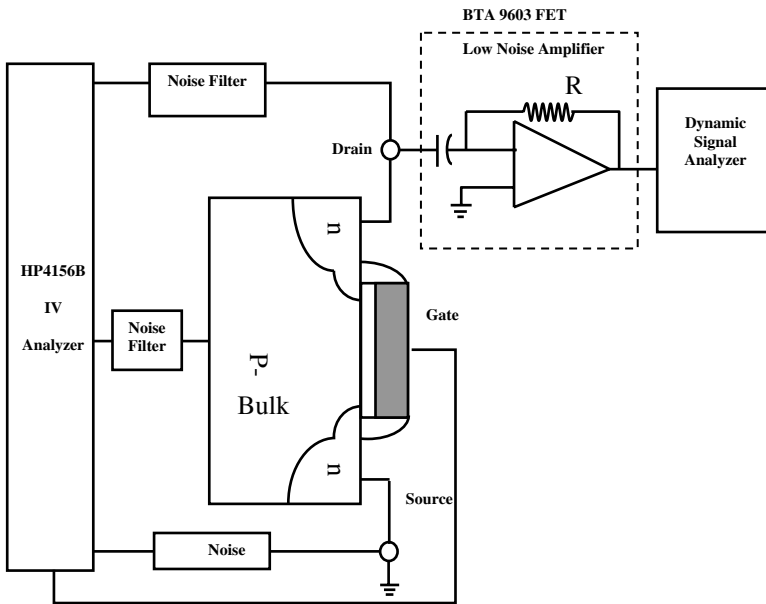 BTA 9603 FET
Low Noise Amplifier
Noise Filter
R
Drain
Dynamic
Signal
Analyzer
n
HP4156B
IV
Analyzer
Noise
Filter
Gate
P-
Bulk
n
Source
Noise